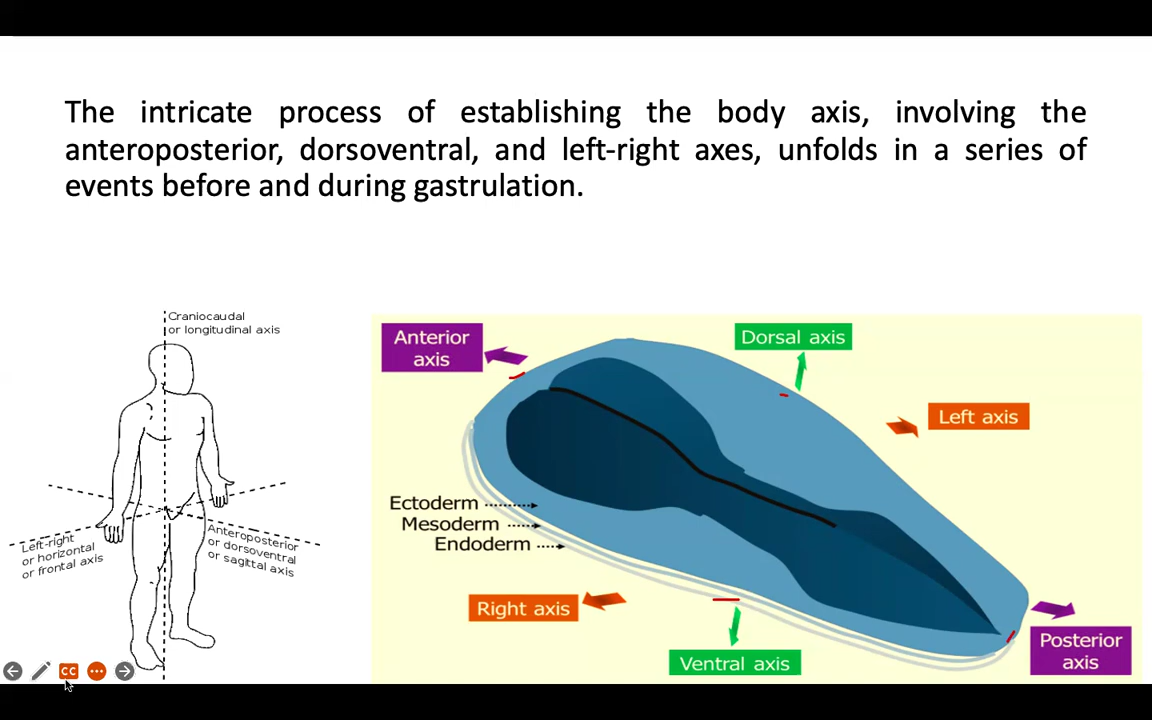 The intricate process of establishing the body axis, involving the
anteroposterior, dorsoventral, and left-right axes, unfolds in a series of
events before and during gastrulation.
Craniocaudal
or longitudinal axis
Left-right
or horizontal
or frontal axis
Anteroposterior
or dorsoventral
or sagittal axis
Anterior
axis
Dorsal axis
Left axis
Ectoderm
Mesoderm
Endoderm
Right axis
Ventral axis
Posterior
axis
CC